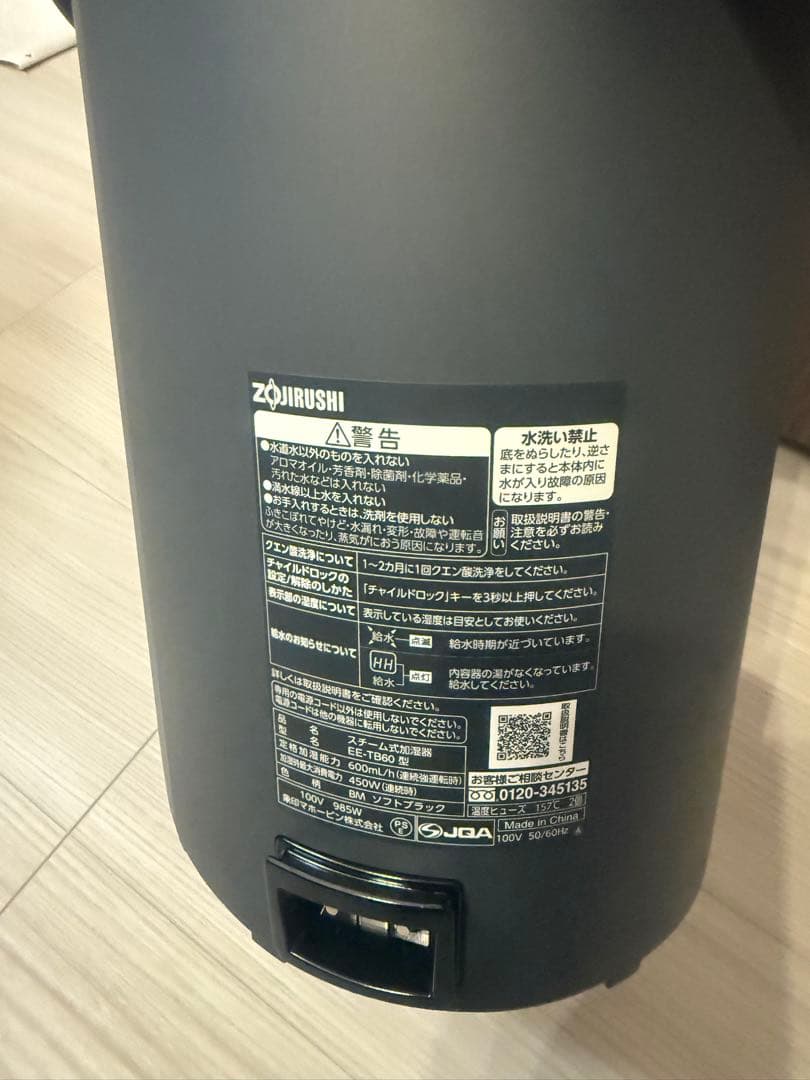 ZOJIRUSHI
⚠警告
●水道水以外のものを入れない
アロマオイル・芳香剤・除菌剤・化学薬品・
汚れた水などは入れない
●満水線以上水を入れない
●お手入れするときは、洗剤を使用しない
ふきこぼれてやけど・水漏れ・変形・故障や運転音
が大きくなったり、蒸気がにおう原因になります。
水洗い禁止
底をぬらしたり、逆さ
まにすると本体内に
水が入り故障の原因
になります。
お願い
取扱説明書の警告・
注意を必ずお読み
ください。
クエン酸洗浄について
1~2カ月に1回クエン酸洗浄をしてください。
チャイルドロックの
設定/解除のしかた
「チャイルドロック」キーを3秒以上押してください。
表示部の湿度について
表示している湿度は目安としてお使いください。
給水のお知らせについて
給水 点滅 給水時期が近づいています。
HH
給水
点灯
内容器の湯がなくなっています。
給水してください。
詳しくは取扱説明書をご確認ください。
専用の電源コード以外は使用しないでください。
電源コードは他の機器に転用しないでください。
品名 スチーム式加湿器
型名 EE-TB60 型
定格加湿能力 600mL/h(連続強運転時)
加湿時最大消費電力 450W(連続時)
色柄 BM ソフトブラック
100V 985W
象印マホービン株式会社
PS
E
JQA
取扱説明書はこちら
お客様ご相談センター
0120-345135
温度ヒューズ 157℃ 2個
Made in China
100V 50/60Hz A